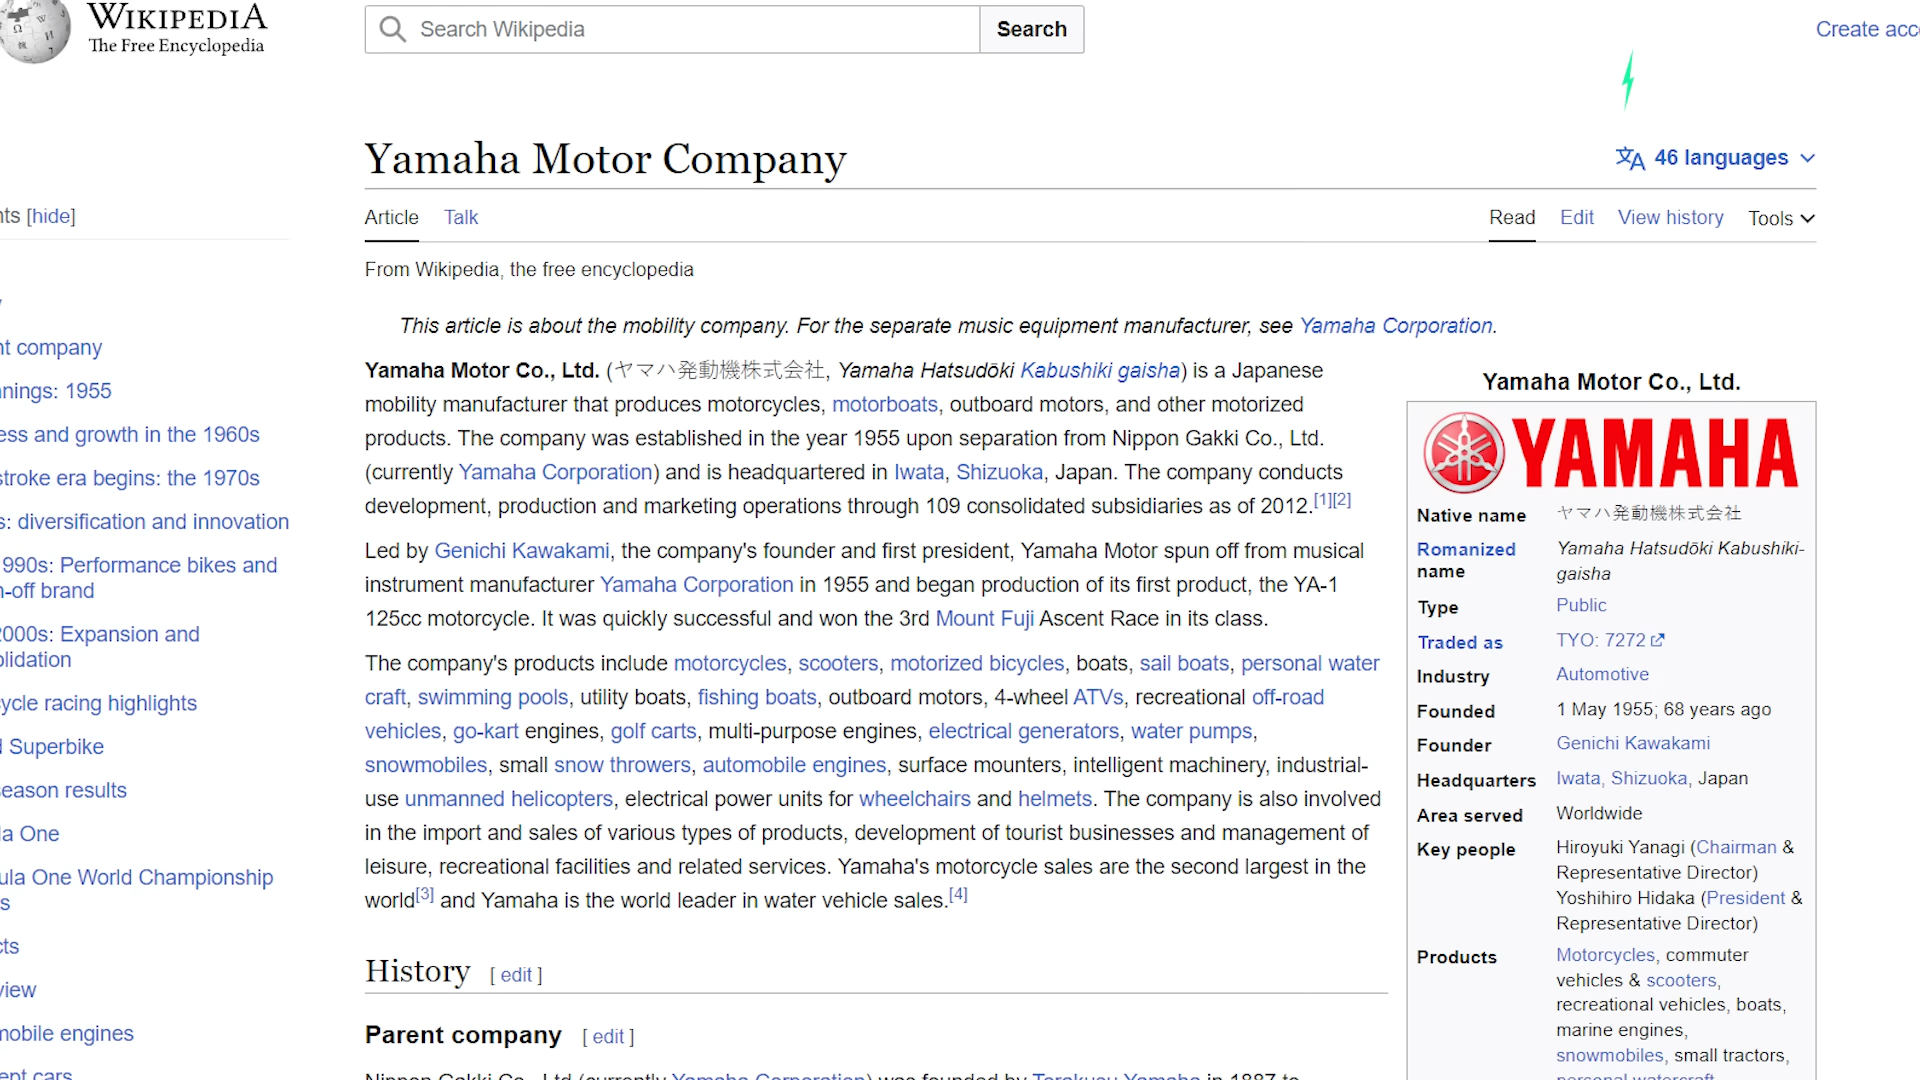 WIKIPEDIA
The Free Encyclopedia
Search Wikipedia
Search
Create acc
Yamaha Motor Company
46 languages
Article Talk
Read Edit View history Tools
From Wikipedia, the free encyclopedia
[hide]
company
1955
and growth in the 1960s
era begins: the 1970s
diversification and innovation
990s: Performance bikes and
brand
2000s: Expansion and
racing highlights
Superbike
results
One
One World Championship
engines
cars
This article is about the mobility company. For the separate music equipment manufacturer, see Yamaha Corporation.
Yamaha Motor Co., Ltd. (ヤマハ発動機株式会社, Yamaha Hatsudōki Kabushiki gaisha) is a Japanese
mobility manufacturer that produces motorcycles, motorboats, outboard motors, and other motorized
products. The company was established in the year 1955 upon separation from Nippon Gakki Co., Ltd.
(currently Yamaha Corporation) and is headquartered in Iwata, Shizuoka, Japan. The company conducts
development, production and marketing operations through 109 consolidated subsidiaries as of 2012.[1][2]
Led by Genichi Kawakami, the company's founder and first president, Yamaha Motor spun off from musical
instrument manufacturer Yamaha Corporation in 1955 and began production of its first product, the YA-1
125cc motorcycle. It was quickly successful and won the 3rd Mount Fuji Ascent Race in its class.
The company's products include motorcycles, scooters, motorized bicycles, boats, sail boats, personal water
craft, swimming pools, utility boats, fishing boats, outboard motors, 4-wheel ATVs, recreational off-road
vehicles, go-kart engines, golf carts, multi-purpose engines, electrical generators, water pumps,
snowmobiles, small snow throwers, automobile engines, surface mounters, intelligent machinery, industrial-
use unmanned helicopters, electrical power units for wheelchairs and helmets. The company is also involved
in the import and sales of various types of products, development of tourist businesses and management of
leisure, recreational facilities and related services. Yamaha's motorcycle sales are the second largest in the
world[3] and Yamaha is the world leader in water vehicle sales.[4]
History [ edit ]
Parent company [ edit ]
Nippon Gakki Co., Ltd (currently Yamaha Corporation) was founded by Torakusu Yamaha in 1887 to
Yamaha Motor Co., Ltd.
YAMAHA
Native name ヤマハ発動機株式会社
Romanized name Yamaha Hatsudōki Kabushiki-
gaisha
Type Public
Traded as TYO: 7272
Industry Automotive
Founded 1 May 1955; 68 years ago
Founder Genichi Kawakami
Headquarters Iwata, Shizuoka, Japan
Area served Worldwide
Key people Hiroyuki Yanagi (Chairman &
Representative Director)
Yoshihiro Hidaka (President &
Representative Director)
Products Motorcycles, commuter
vehicles & scooters,
recreational vehicles, boats,
marine engines,
snowmobiles, small tractors,
personal watercraft